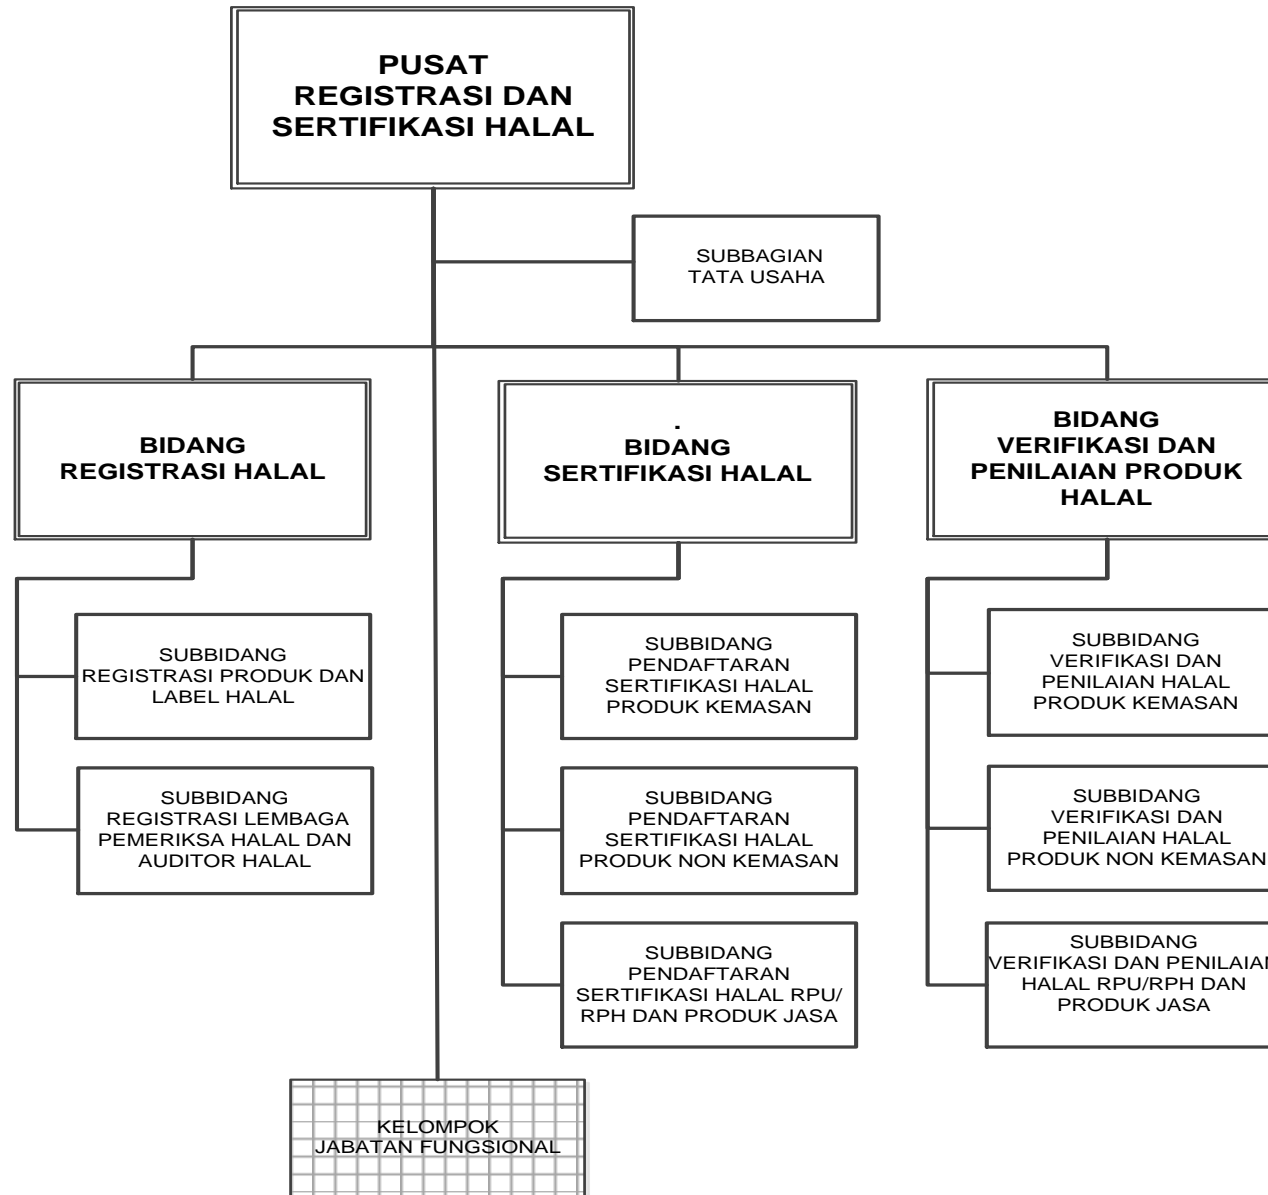 PUSAT
REGISTRASI DAN
SERTIFIKASI HALAL
SUBBAGIAN
TATA USAHA
BIDANG
REGISTRASI HALAL
.
BIDANG
SERTIFIKASI HALAL
BIDANG
VERIFIKASI DAN
PENILAIAN PRODUK
HALAL
SUBBIDANG
REGISTRASI PRODUK DAN
LABEL HALAL
SUBBIDANG
REGISTRASI LEMBAGA
PEMERIKSA HALAL DAN
AUDITOR HALAL
SUBBIDANG
PENDAFTARAN
SERTIFIKASI HALAL
PRODUK KEMASAN
SUBBIDANG
PENDAFTARAN
SERTIFIKASI HALAL
PRODUK NON KEMASAN
SUBBIDANG
PENDAFTARAN
SERTIFIKASI HALAL RPU/
RPH DAN PRODUK JASA
SUBBIDANG
VERIFIKASI DAN
PENILAIAN HALAL
PRODUK KEMASAN
SUBBIDANG
VERIFIKASI DAN
PENILAIAN HALAL
PRODUK NON KEMASAN
SUBBIDANG
VERIFIKASI DAN PENILAIAN
HALAL RPU/RPH DAN
PRODUK JASA
KELOMPOK
JABATAN FUNGSIONAL